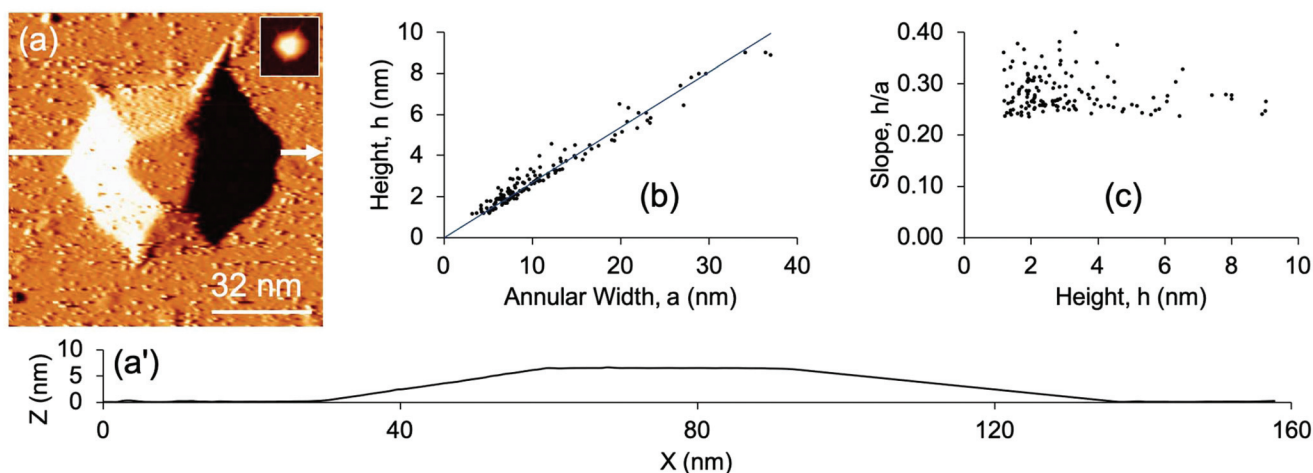 (a)
32 nm
Height, h (nm)
10
8
6
4
2
0
0 10 20 30 40
Annular Width, a (nm)
(b)
Slope, h/a
0.40
0.30
0.20
0.10
0.00
0 2 4 6 8 10
Height, h (nm)
(c)
(a')
Z (nm)
10
5
0
0 40 80 120 160
X (nm)